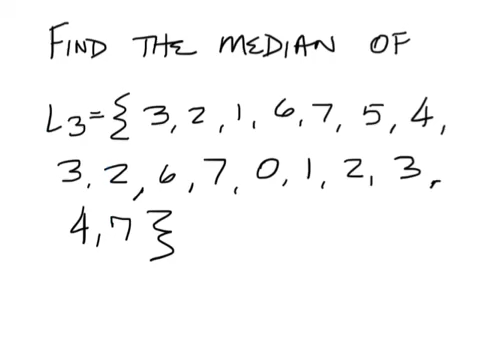 FIND THE MEDIAN OF
L3={3,2,1,6,7,5,4,
3,2,6,7,0,1,2,3,
4,7}